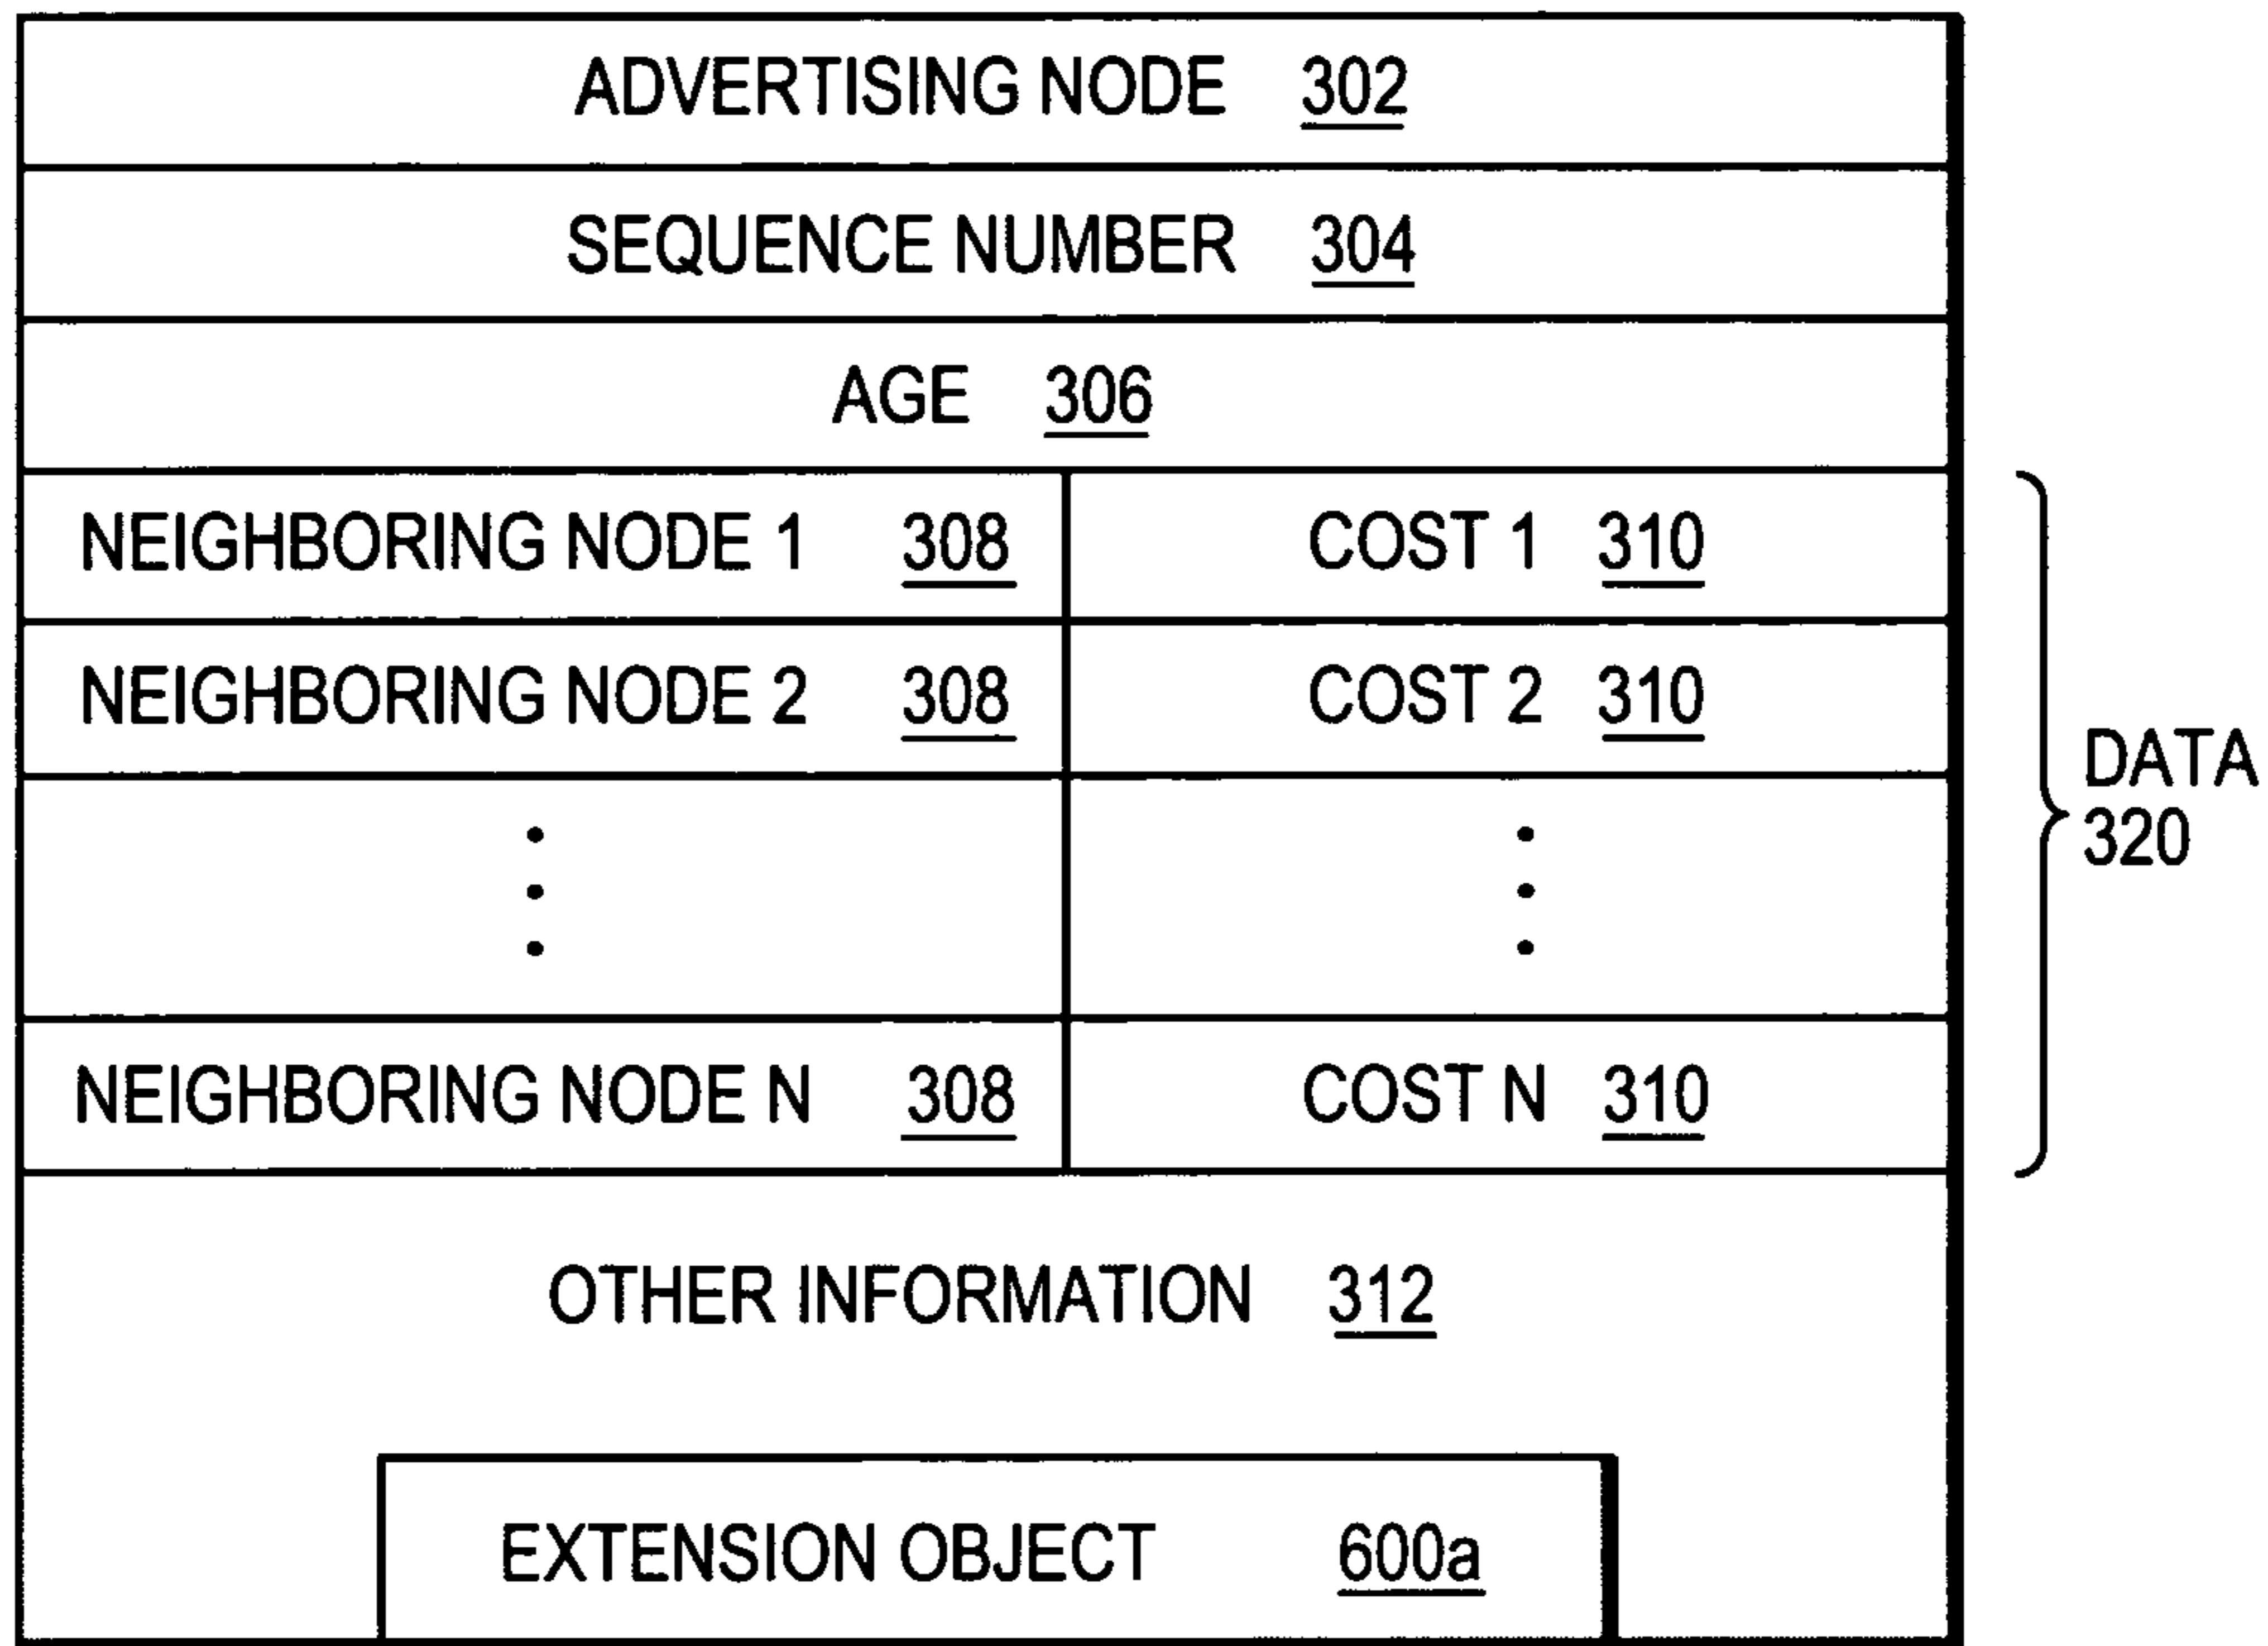 ADVERTISING NODE 302
SEQUENCE NUMBER 304
AGE 306
NEIGHBORING NODE 1 308 COST 1 310
NEIGHBORING NODE 2 308 COST 2 310
DATA
320
NEIGHBORING NODE N 308 COST N 310
OTHER INFORMATION 312
EXTENSION OBJECT 600a